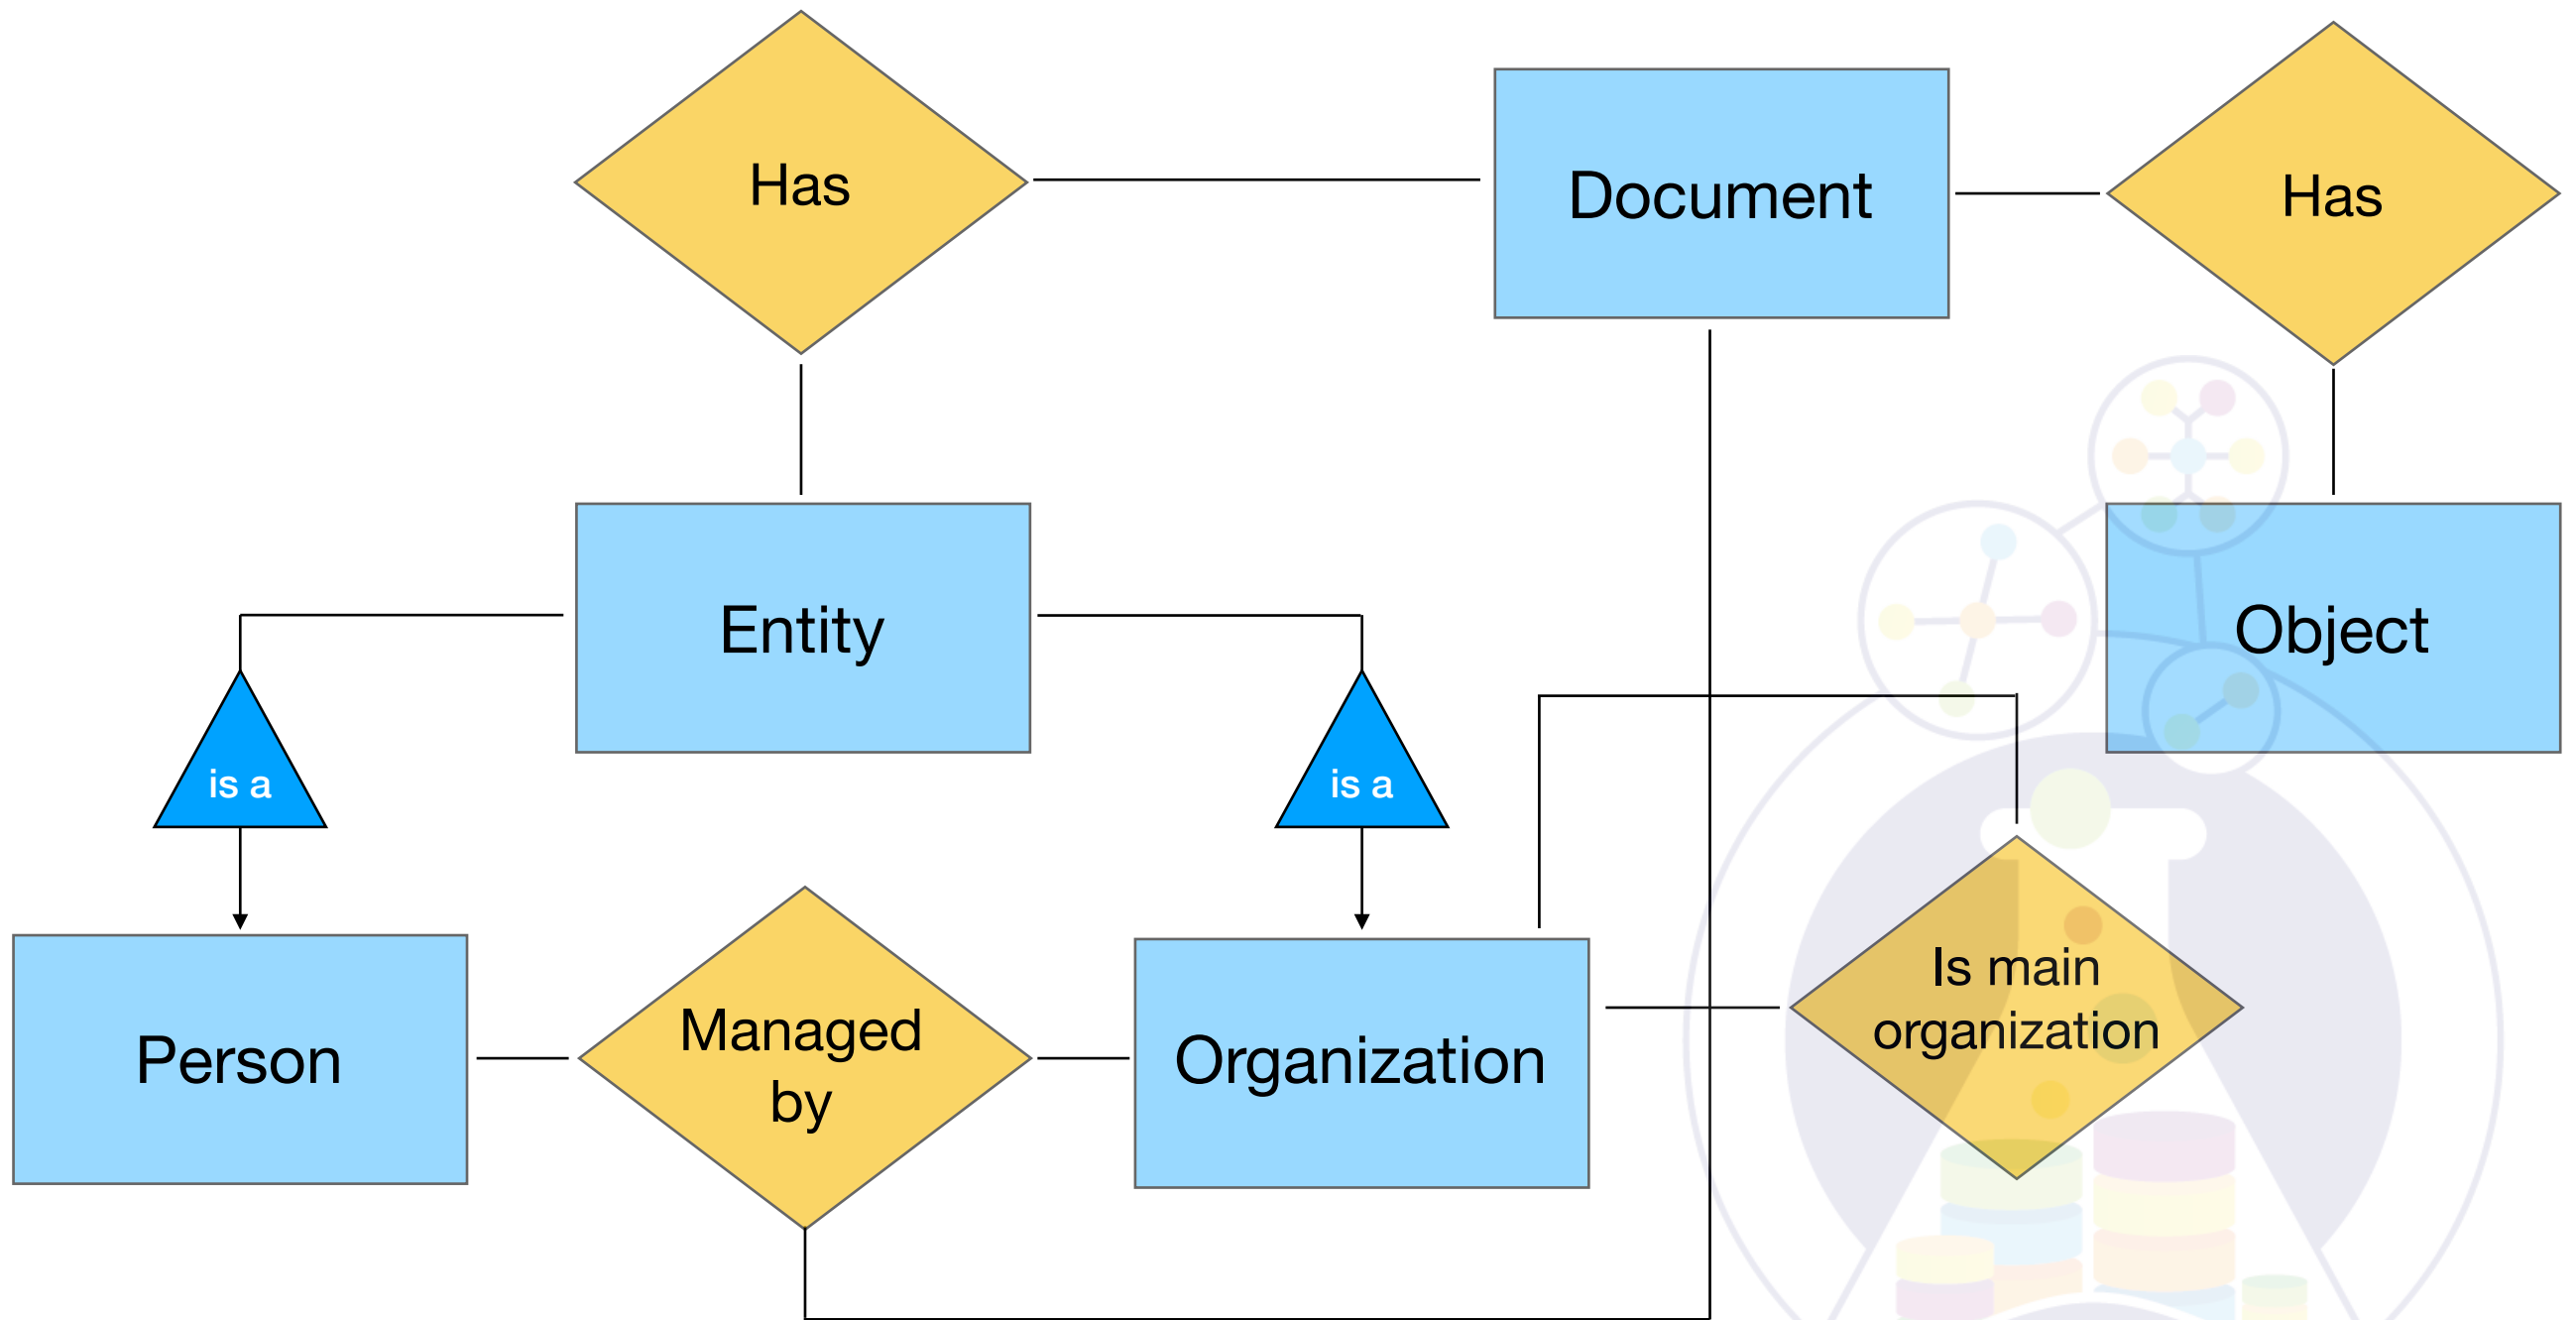 Has
Document
Has
Entity
Object
is a
is a
Person
Managed
by
Organization
Is main
organization